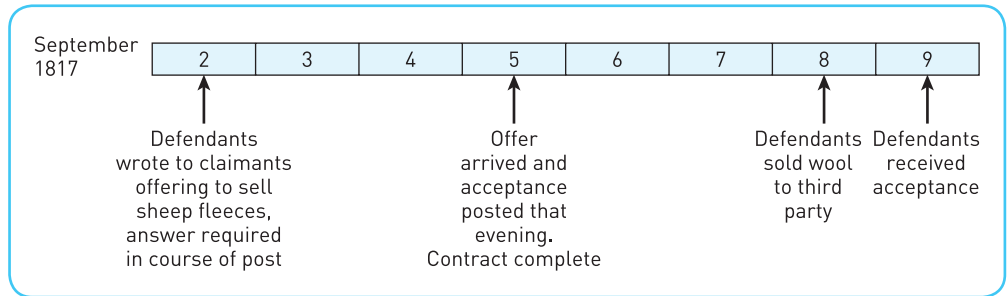 September
1817
2 3 4 5 6 7 8 9
Defendants
wrote to claimants
offering to sell
sheep fleeces,
answer required
in course of post
Offer
arrived and
acceptance
posted that
evening.
Contract complete
Defendants
sold wool
to third
party
Defendants
received
acceptance